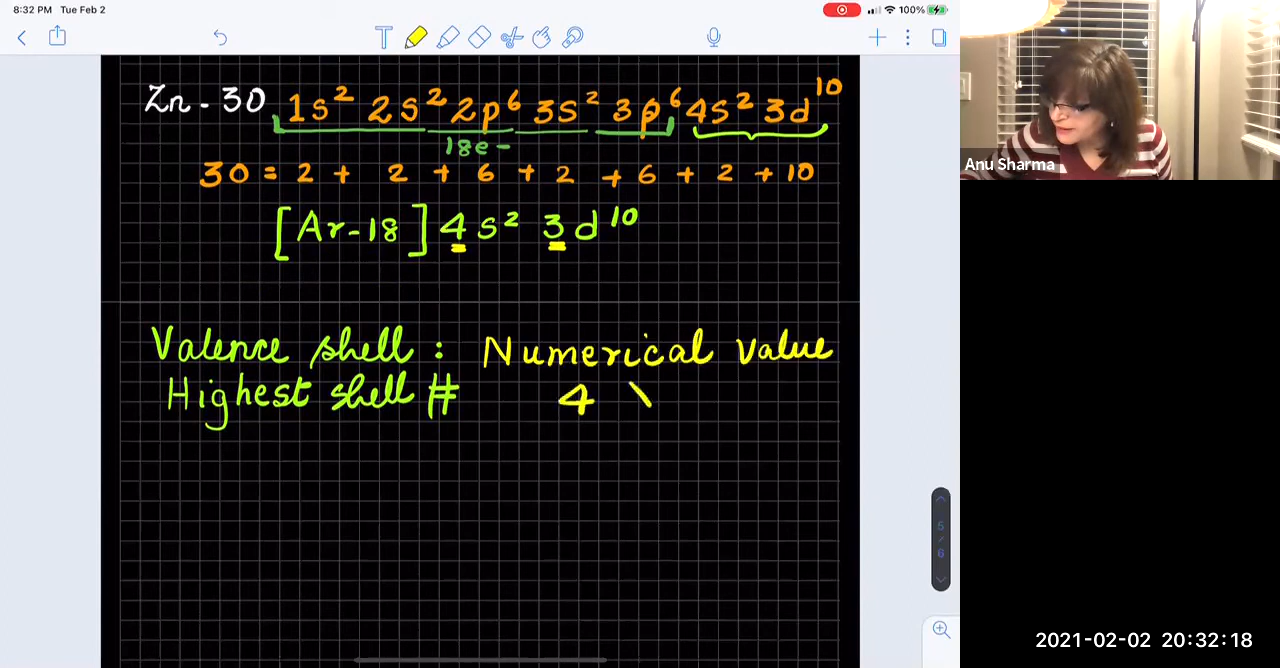 8:32 PM Tue Feb 2
100%
Zn - 30 1s² 2s² 2p⁶ 3s² 3p⁶ 4s² 3d¹⁰
18e -
30 = 2 + 2 + 6 + 2 + 6 + 2 + 10
[Ar-18] 4s² 3d¹⁰
Valence shell : Numerical value
Highest shell # 4 \
Anu Sharma
5
6
2021-02-02 20:32:18